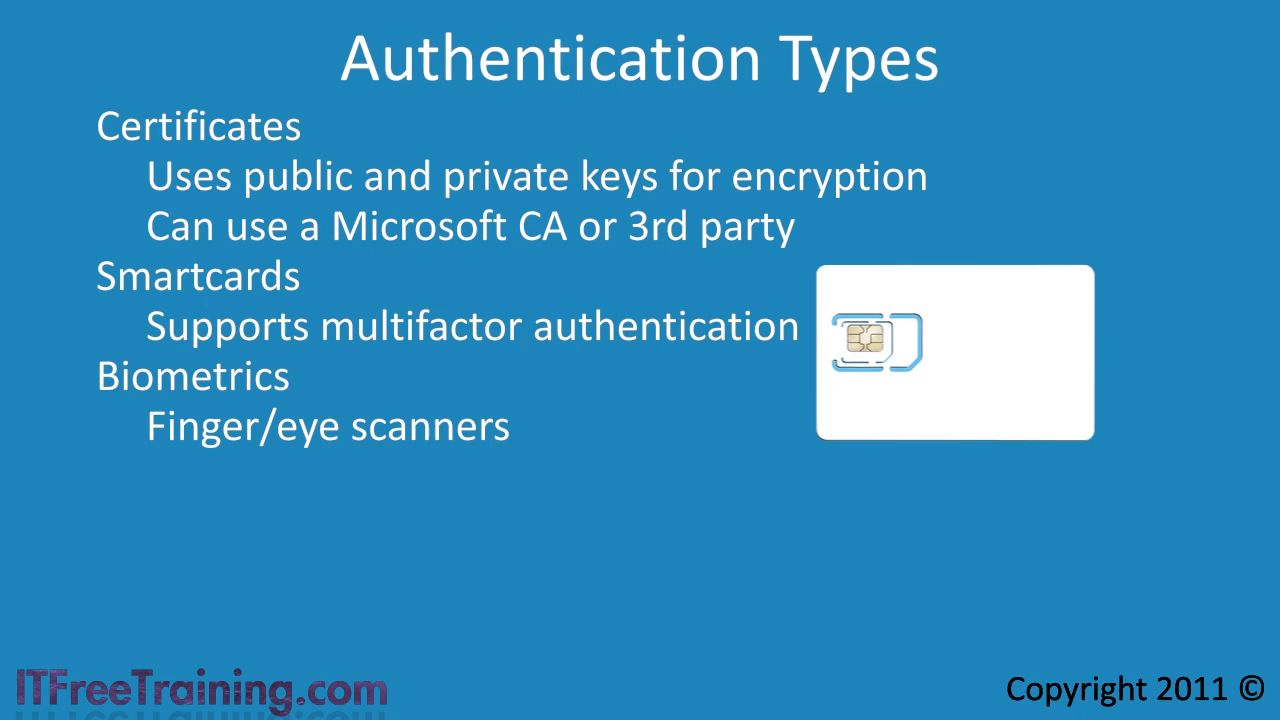 Authentication Types
Certificates
Uses public and private keys for encryption
Can use a Microsoft CA or 3rd party
Smartcards
Supports multifactor authentication
Biometrics
Finger/eye scanners
ITFreeTraining.com
Copyright 2011 ©